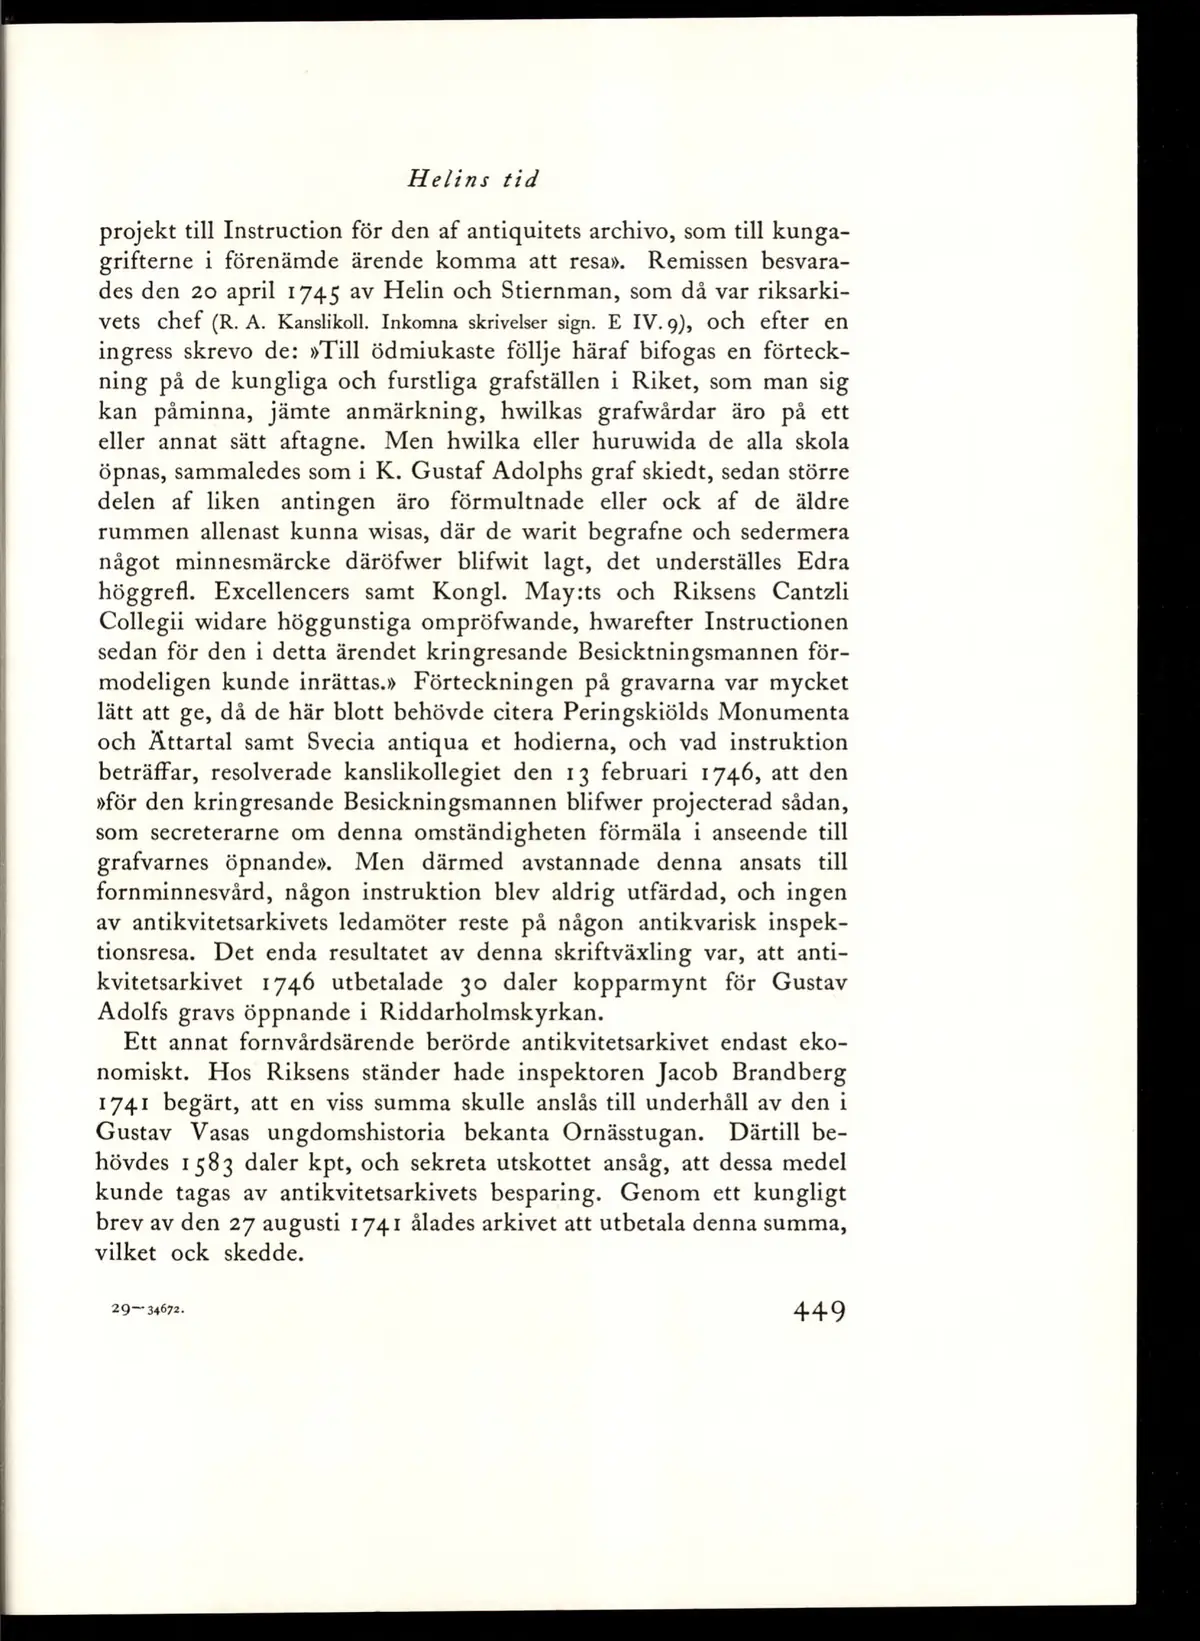 Helins tid
projekt till Instruction för den af antiquitets archivo, som till kunga-
grifterne i förenämde ärende komma att resa». Remissen besvara-
des den 20 april 1745 av Helin och Stiernman, som då var riksarki-
vets chef (R. A. Kanslikoll. Inkomna skrivelser sign. E IV. 9), och efter en
ingress skrevo de: »Till ödmiukaste föllje häraf bifogas en förteck-
ning på de kungliga och furstliga grafställen i Riket, som man sig
kan påminna, jämte anmärkning, hwilkas grafwårdar äro på ett
eller annat sätt aftagne. Men hwilka eller huruwida de alla skola
öpnas, sammaledes som i K. Gustaf Adolphs graf skiedt, sedan större
delen af liken antingen äro förmultnade eller ock af de äldre
rummen allenast kunna wisas, där de warit begrafne och sedermera
något minnesmärcke däröfwer blifwit lagt, det underställes Edra
höggrefl. Excellencers samt Kongl. May:ts och Riksens Cantzli
Collegii widare höggunstiga ompröfwande, hwarefter Instructionen
sedan för den i detta ärendet kringresande Besicktningsmannen för-
modeligen kunde inrättas.» Förteckningen på gravarna var mycket
lätt att ge, då de här blott behövde citera Peringskiölds Monumenta
och Ättartal samt Svecia antiqua et hodierna, och vad instruktion
beträffar, resolverade kanslikollegiet den 13 februari 1746, att den
»för den kringresande Besickningsmannen blifwer projecterad sådan,
som secreterarne om denna omständigheten förmäla i anseende till
grafvarnes öpnande». Men därmed avstannade denna ansats till
fornminnesvård, någon instruktion blev aldrig utfärdad, och ingen
av antikvitetsarkivets ledamöter reste på någon antikvarisk inspek-
tionsresa. Det enda resultatet av denna skriftväxling var, att anti-
kvitetsarkivet 1746 utbetalade 30 daler kopparmynt för Gustav
Adolfs gravs öppnande i Riddarholmskyrkan.
Ett annat fornvårdsärende berörde antikvitetsarkivet endast eko-
nomiskt. Hos Riksens ständer hade inspektoren Jacob Brandberg
1741 begärt, att en viss summa skulle anslås till underhåll av den i
Gustav Vasas ungdomshistoria bekanta Ornässtugan. Därtill be-
hövdes 1583 daler kpt, och sekreta utskottet ansåg, att dessa medel
kunde tagas av antikvitetsarkivets besparing. Genom ett kungligt
brev av den 27 augusti 1741 ålades arkivet att utbetala denna summa,
vilket ock skedde.
29—34672.
449